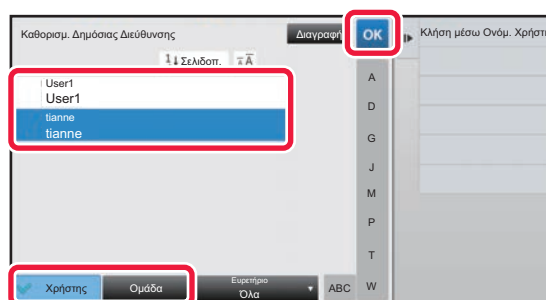 Καθορισμ. Δημόσιας Διεύθυνσης
Διαγραφή
OK
Κλήση μέσω Ονόμ. Χρήστη
Σελιδοπ.
User1
User1
tianne
tianne
A
D
G
J
M
P
T
W
Χρήστης
Ομάδα
Ευρετήριο
Όλα
ABC